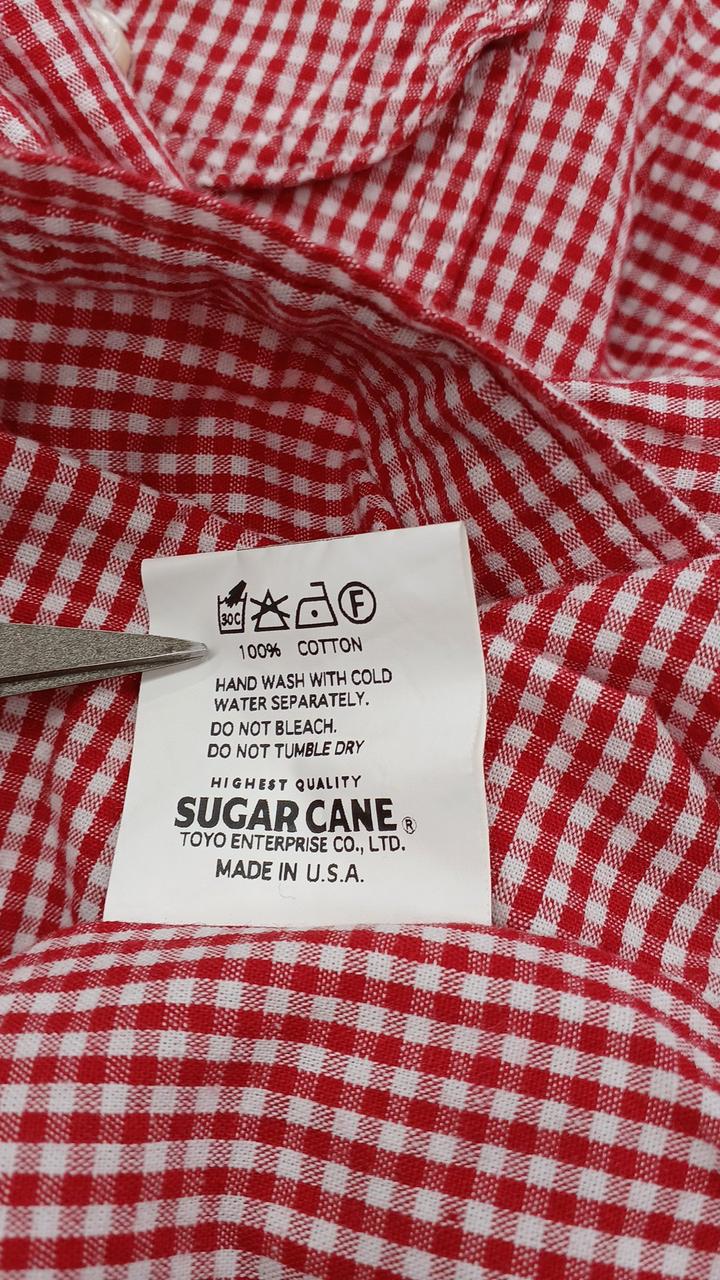 30C F
100% COTTON
HAND WASH WITH COLD
WATER SEPARATELY.
DO NOT BLEACH.
DO NOT TUMBLE DRY
HIGHEST QUALITY
SUGAR CANE®
TOYO ENTERPRISE CO., LTD.
MADE IN U.S.A.